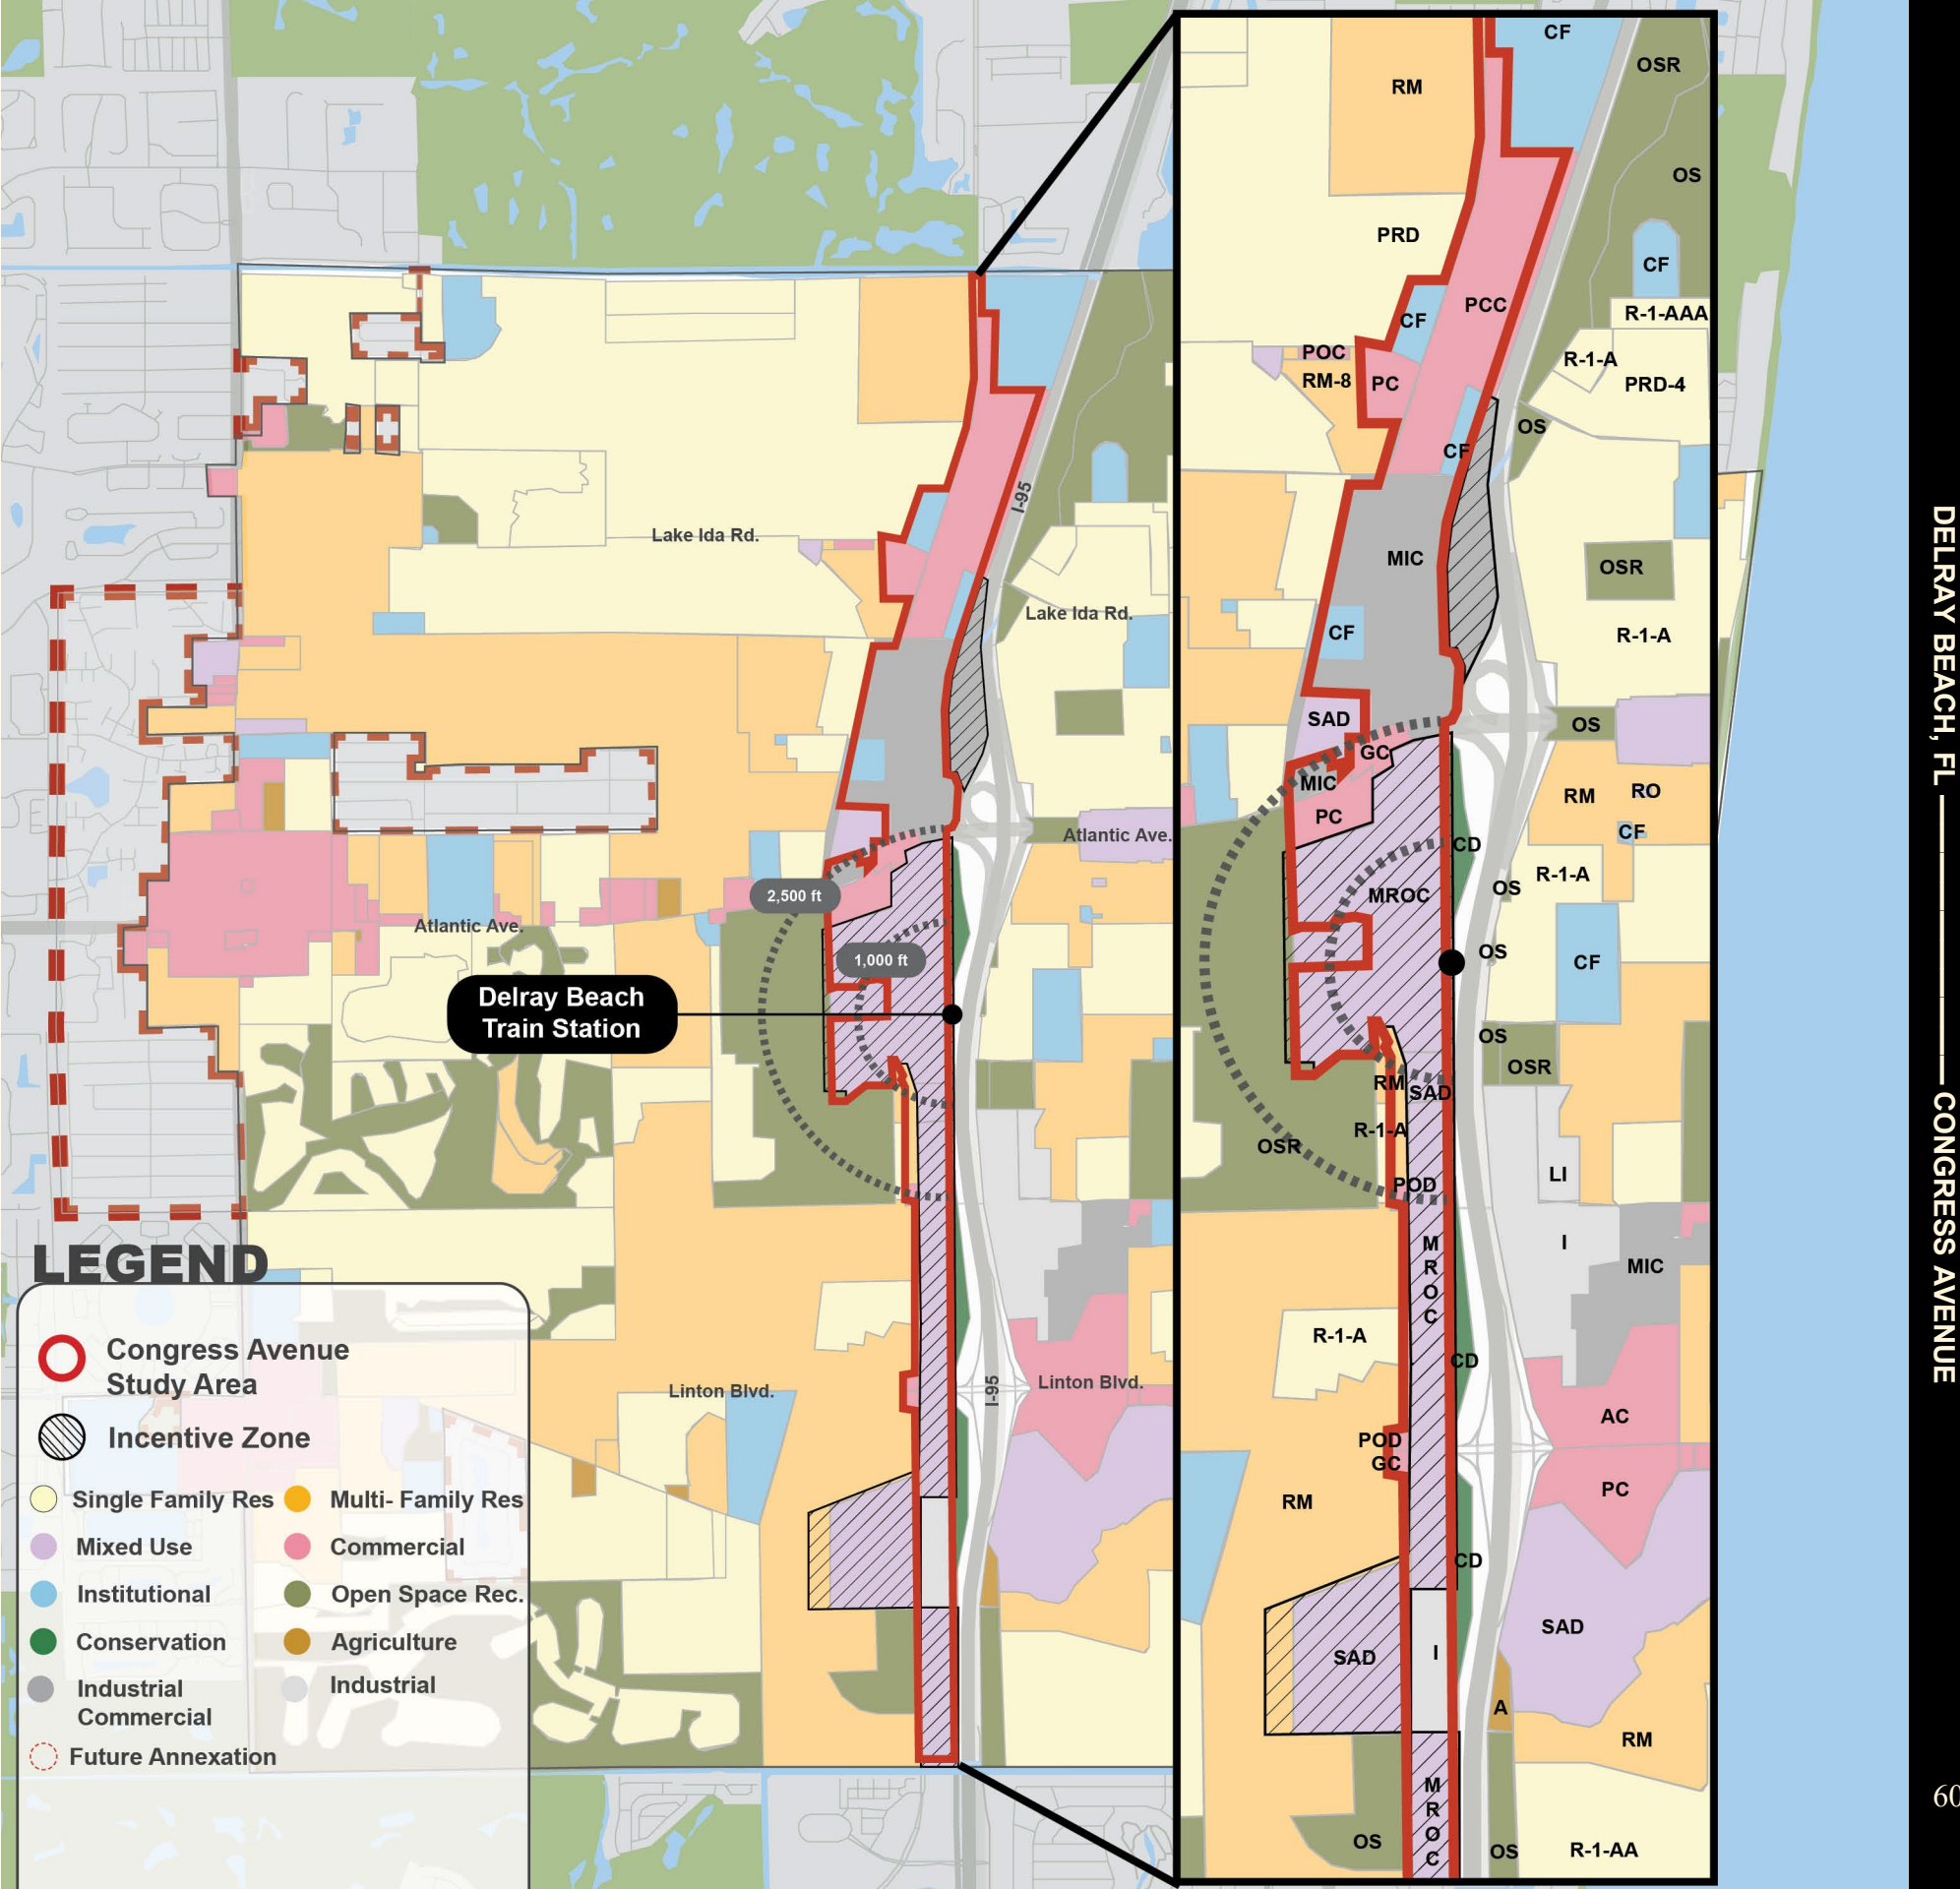 Lake Ida Rd.
I-95
Lake Ida Rd.
Atlantic Ave.
2,500 ft
Atlantic Ave.
1,000 ft
Delray Beach
Train Station
Linton Blvd.
I-95
Linton Blvd.
LEGEND
Congress Avenue
Study Area
Incentive Zone
Single Family Res
Multi- Family Res
Mixed Use
Commercial
Institutional
Open Space Rec.
Conservation
Agriculture
Industrial
Commercial
Industrial
Future Annexation
CF
OSR
RM
OS
PRD
CF
PCC
R-1-AAA
CF
POC
R-1-A
RM-8
PC
PRD-4
OS
CF
MIC
OSR
CF
R-1-A
SAD
OS
GC
MIC
RM
RO
PC
CF
CD
R-1-A
MROC
OS
OS
CF
OS
OSR
RM
SAD
R-1-A
OSR
LI
POD
MROC
I
MIC
R-1-A
CD
AC
POD
GC
PC
RM
CD
SAD
SAD
I
A
RM
MROC
OS
OS
R-1-AA
DELRAY BEACH, FL
CONGRESS AVENUE
60